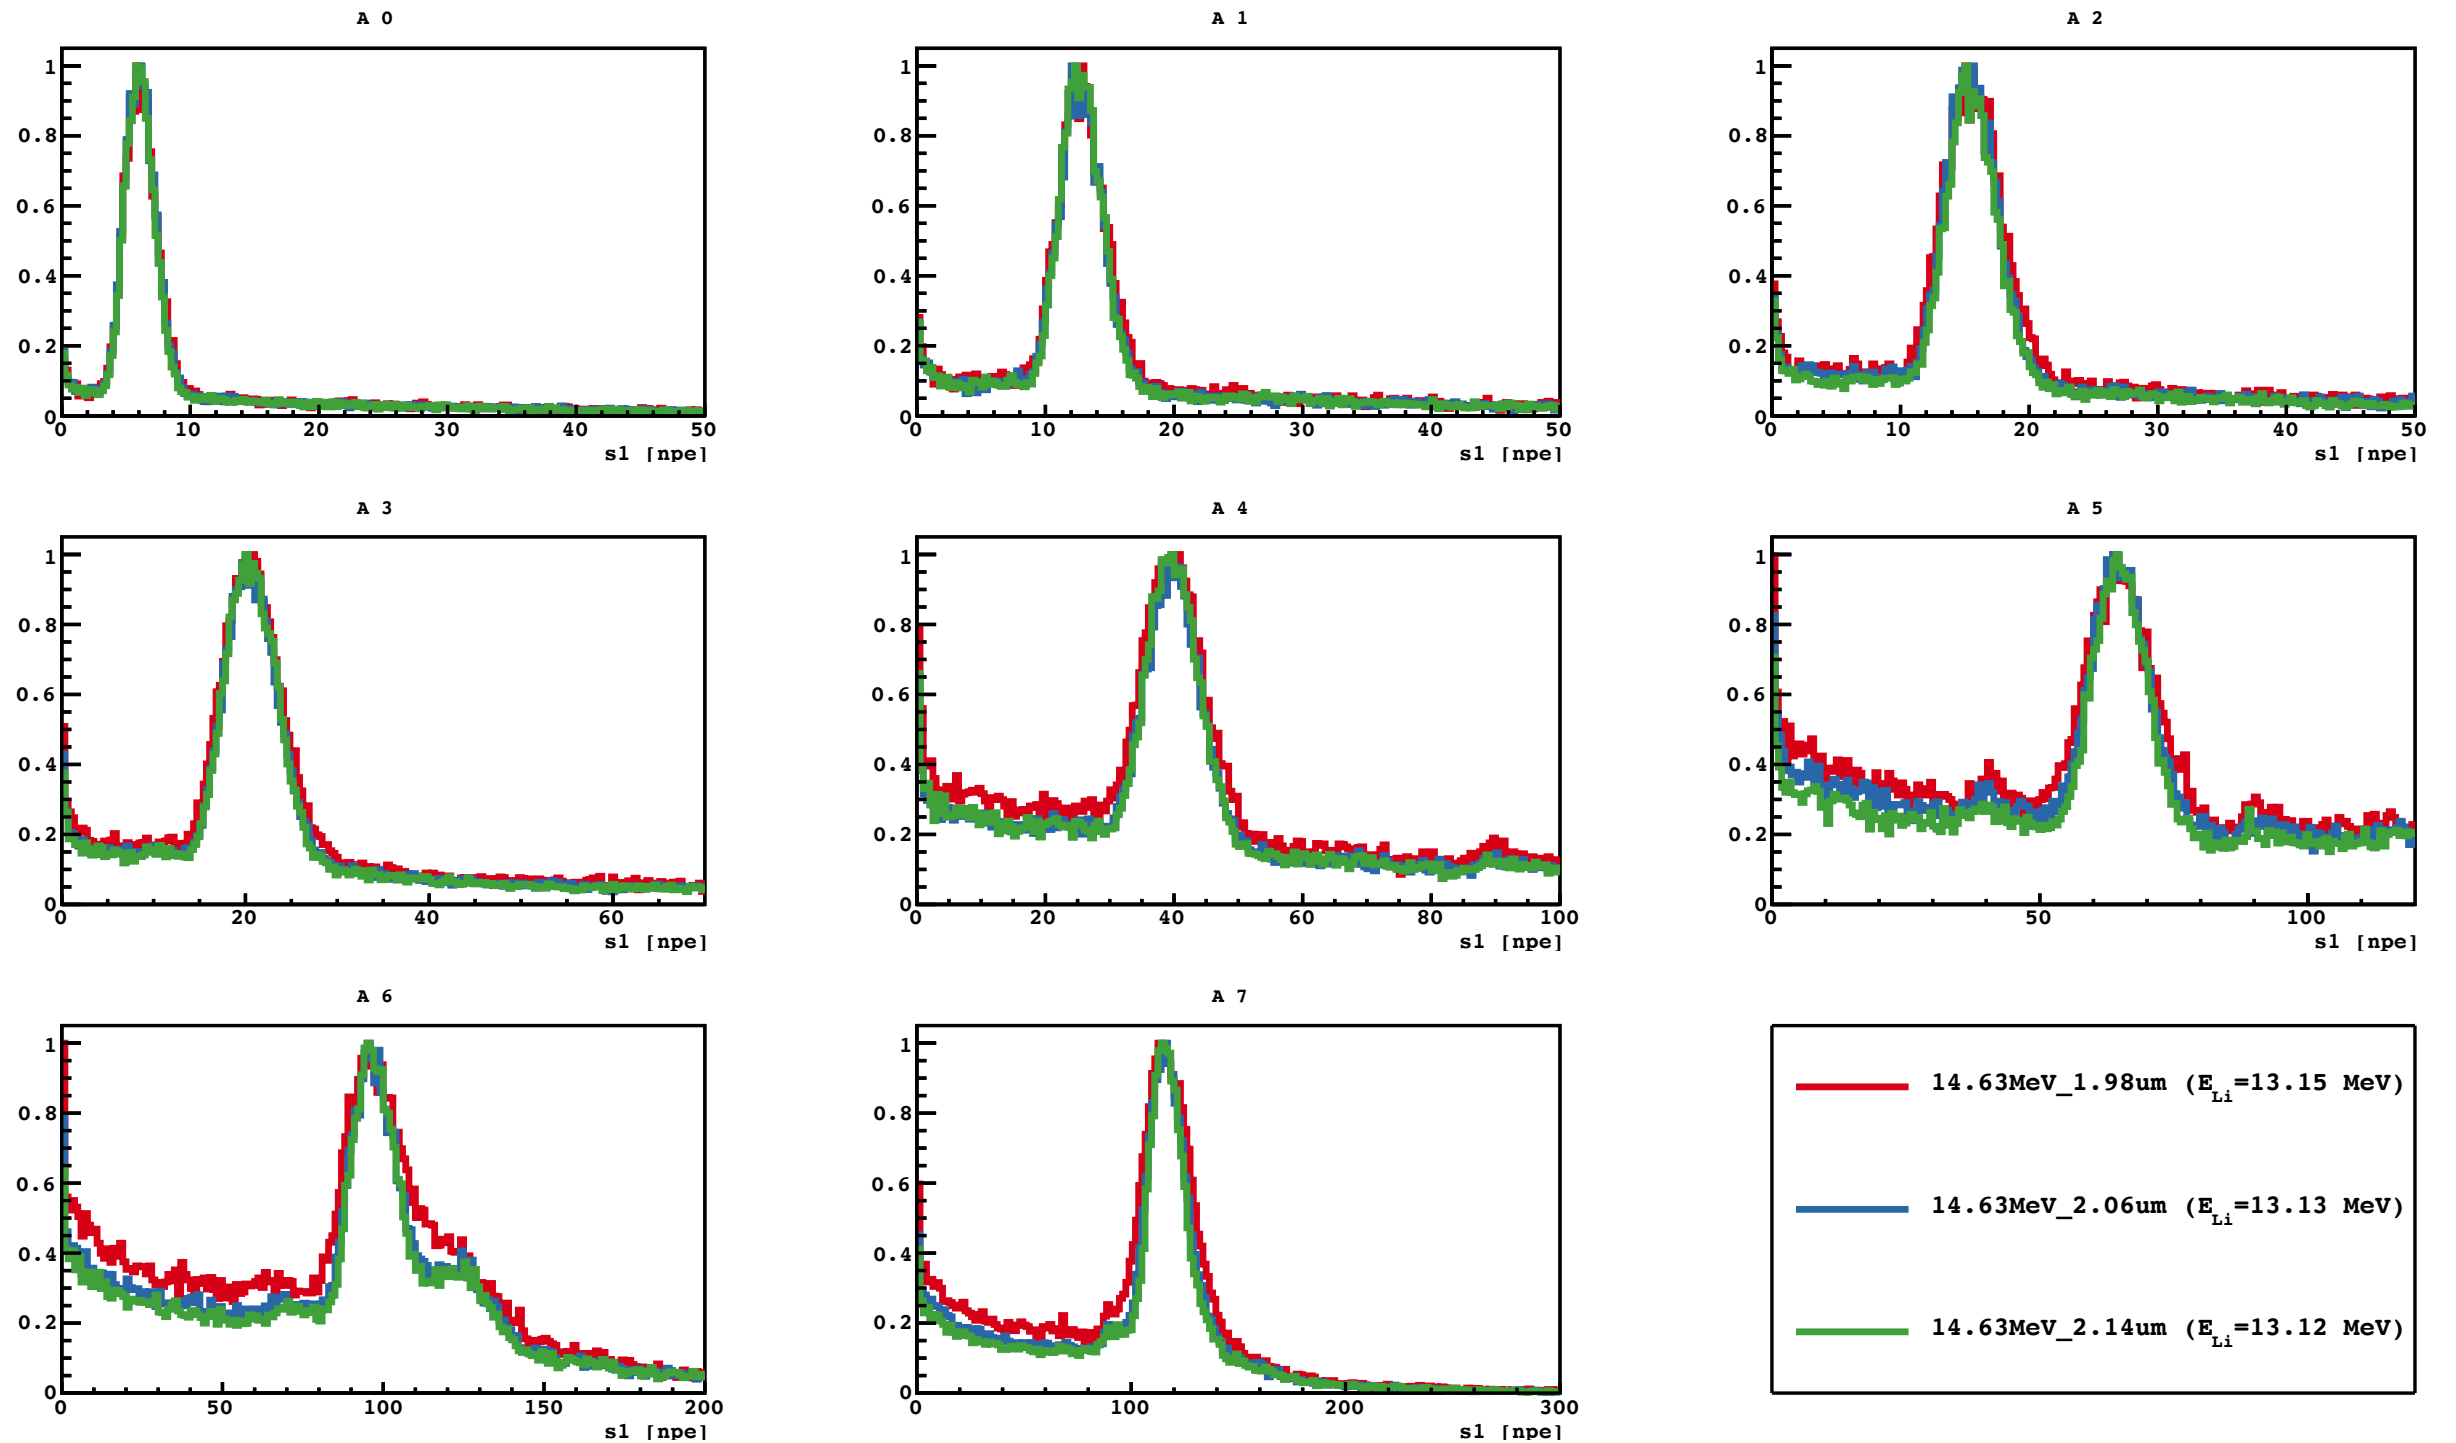 A 0
A 1
A 2
1
0.8
0.6
0.4
0.2
0
0 10 20 30 40 50
s1 [npe]
1
0.8
0.6
0.4
0.2
0
0 10 20 30 40 50
s1 [npe]
1
0.8
0.6
0.4
0.2
0
0 10 20 30 40 50
s1 [npe]
A 3
A 4
A 5
1
0.8
0.6
0.4
0.2
0
0 20 40 60
s1 [npe]
1
0.8
0.6
0.4
0.2
0
0 20 40 60 80 100
s1 [npe]
1
0.8
0.6
0.4
0.2
0
0 50 100
s1 [npe]
A 6
A 7
1
0.8
0.6
0.4
0.2
0
0 50 100 150 200
s1 [npe]
1
0.8
0.6
0.4
0.2
0
0 100 200 300
s1 [npe]
14.63MeV_1.98um (E_Li=13.15 MeV)
14.63MeV_2.06um (E_Li=13.13 MeV)
14.63MeV_2.14um (E_Li=13.12 MeV)